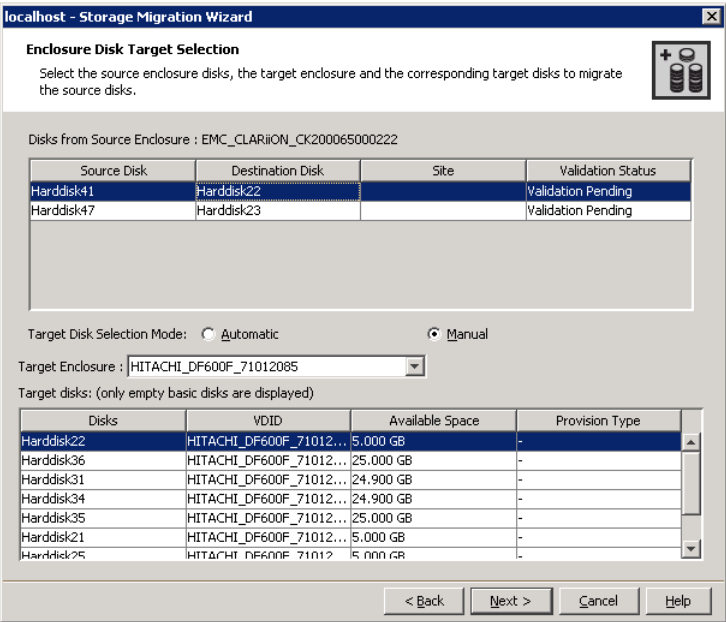 localhost - Storage Migration Wizard
Enclosure Disk Target Selection
Select the source enclosure disks, the target enclosure and the corresponding target disks to migrate
the source disks.
Disks from Source Enclosure : EMC_CLARiiON_CK200065000222
Source Disk Destination Disk Site Validation Status
Harddisk41 Harddisk22 Validation Pending
Harddisk47 Harddisk23 Validation Pending
Target Disk Selection Mode: Automatic Manual
Target Enclosure : HITACHI_DF600F_71012085
Target disks: (only empty basic disks are displayed)
Disks VDID Available Space Provision Type
Harddisk22 HITACHI_DF600F_71012... 5.000 GB -
Harddisk36 HITACHI_DF600F_71012... 25.000 GB -
Harddisk31 HITACHI_DF600F_71012... 24.900 GB -
Harddisk34 HITACHI_DF600F_71012... 24.900 GB -
Harddisk35 HITACHI_DF600F_71012... 25.000 GB -
Harddisk21 HITACHI_DF600F_71012... 5.000 GB -
Harddisk25 HITACHI_DF600F_71012... 5.000 GB -
< Back Next > Cancel Help